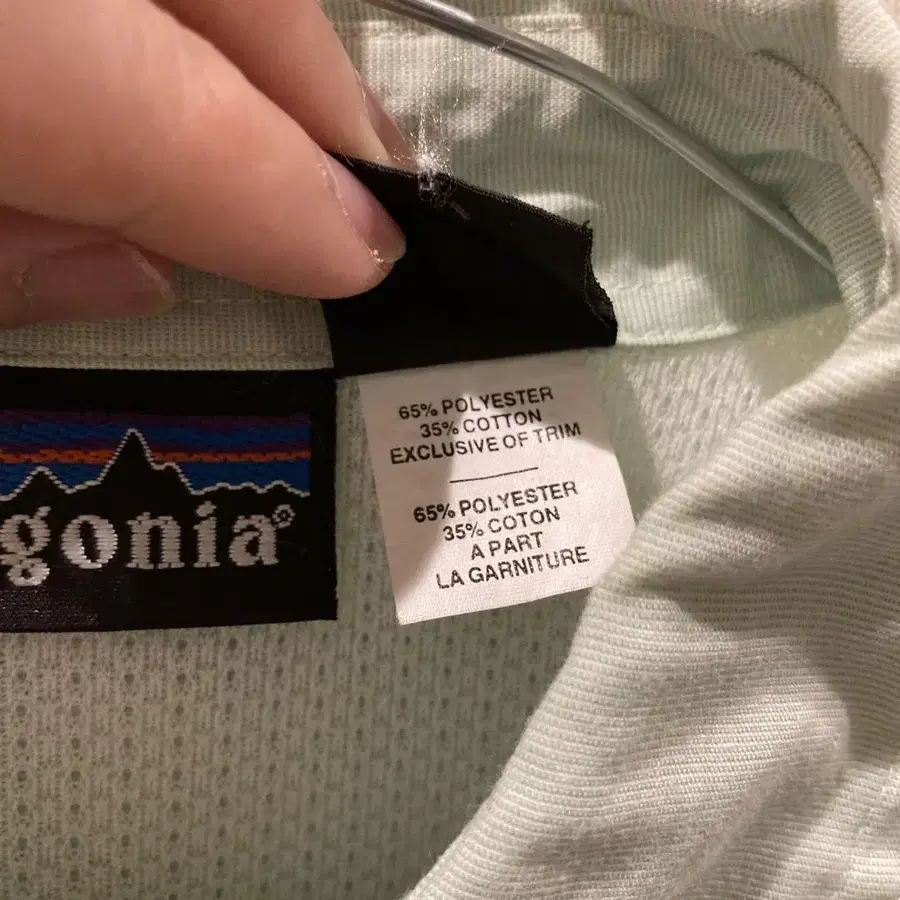 gonia®
65% POLYESTER
35% COTTON
EXCLUSIVE OF TRIM
65% POLYESTER
35% COTON
A PART
LA GARNITURE